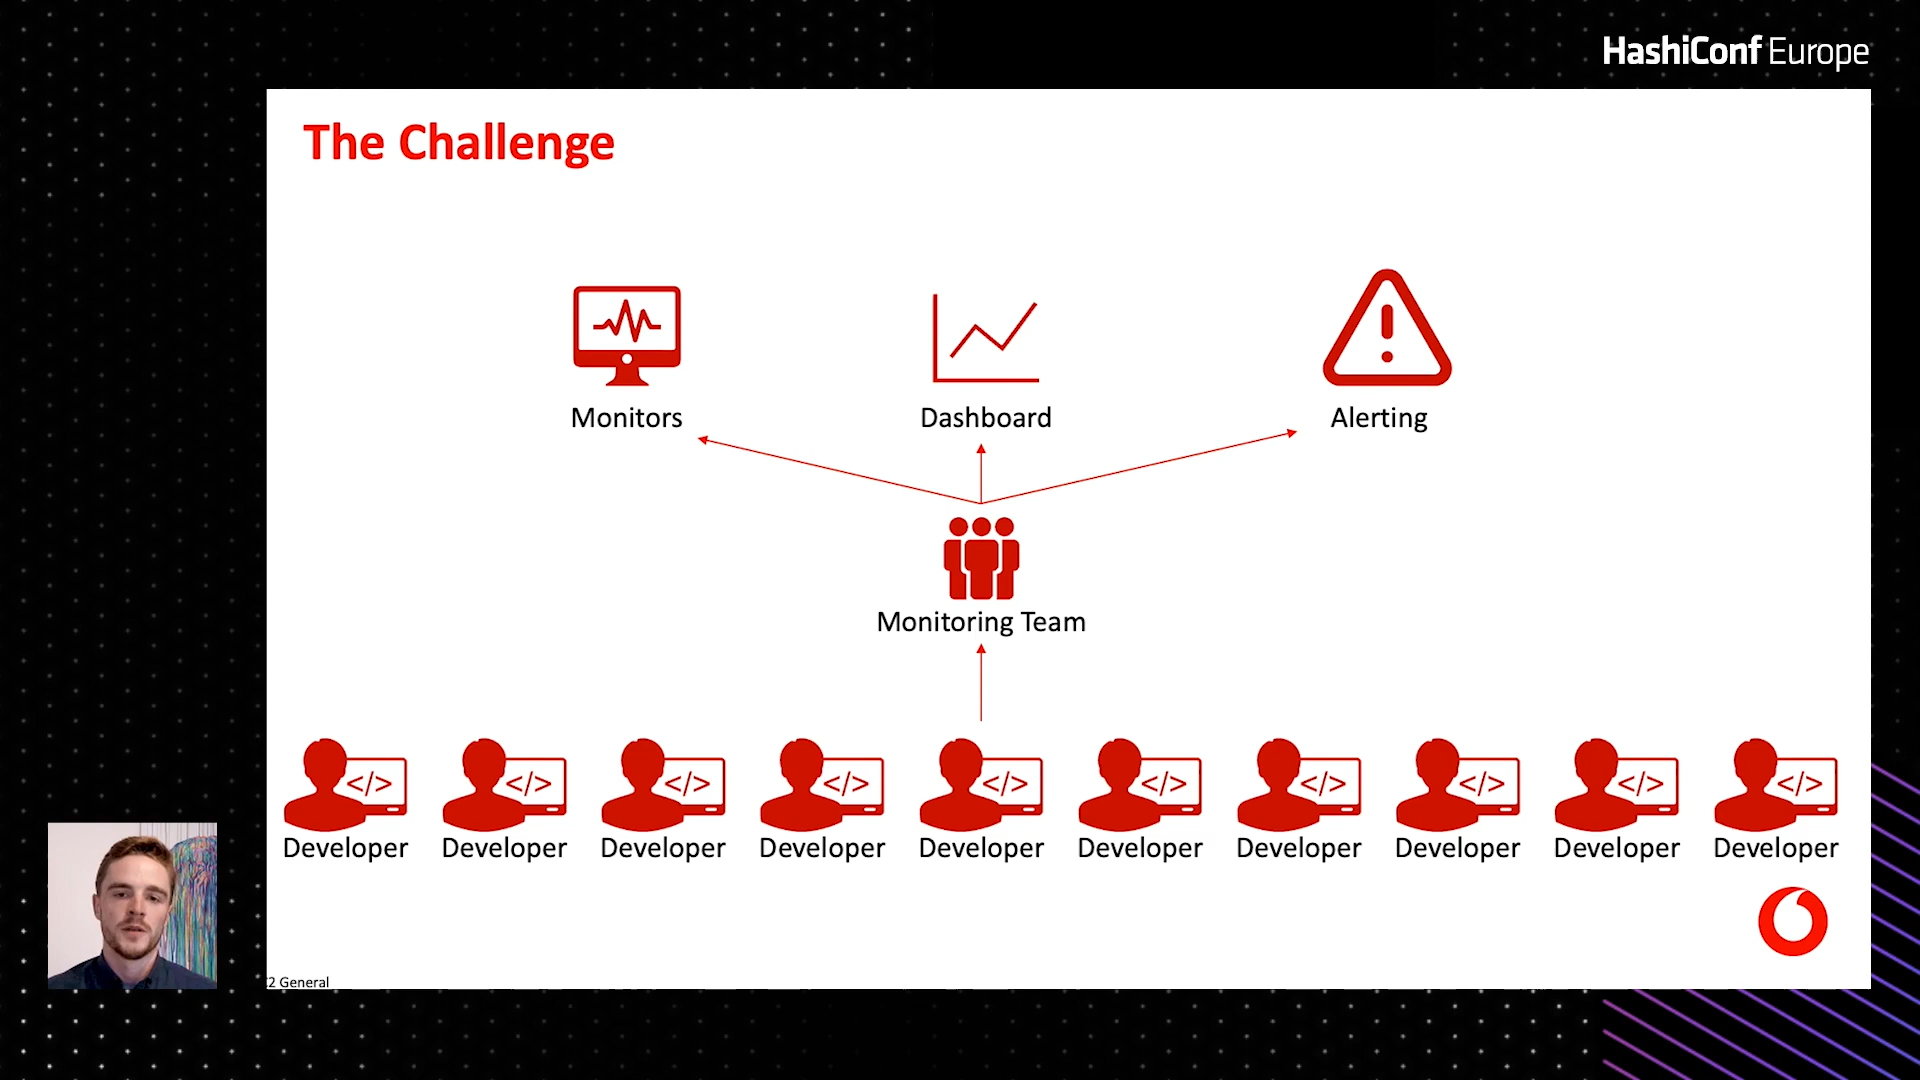 HashiConf Europe
The Challenge
Monitors
Dashboard
Alerting
Monitoring Team
</>
</>
</>
</>
</>
</>
</>
</>
</>
</>
Developer
Developer
Developer
Developer
Developer
Developer
Developer
Developer
Developer
Developer
2 General